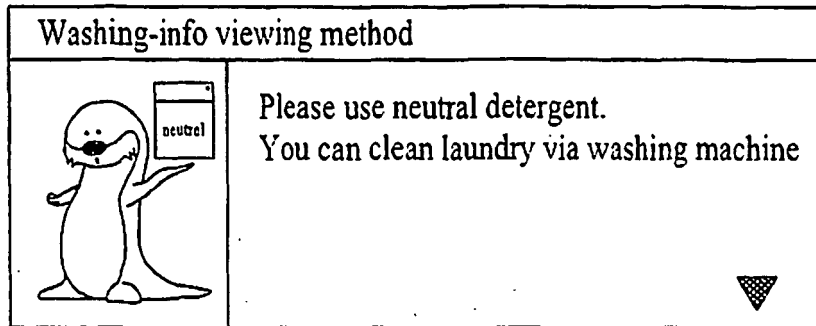 Washing-info viewing method
neutral
Please use neutral detergent.
You can clean laundry via washing machine